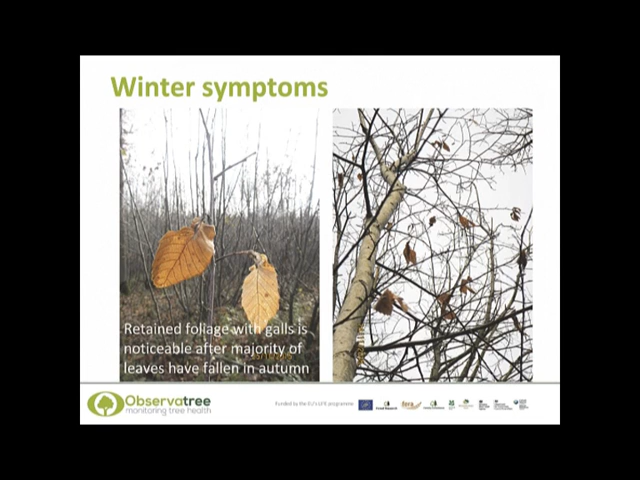 Winter symptoms
Retained foliage with galls is
noticeable after majority of
leaves have fallen in autumn
Observatree
monitoring tree health
Funded by the EU'S LIFE programme
fera